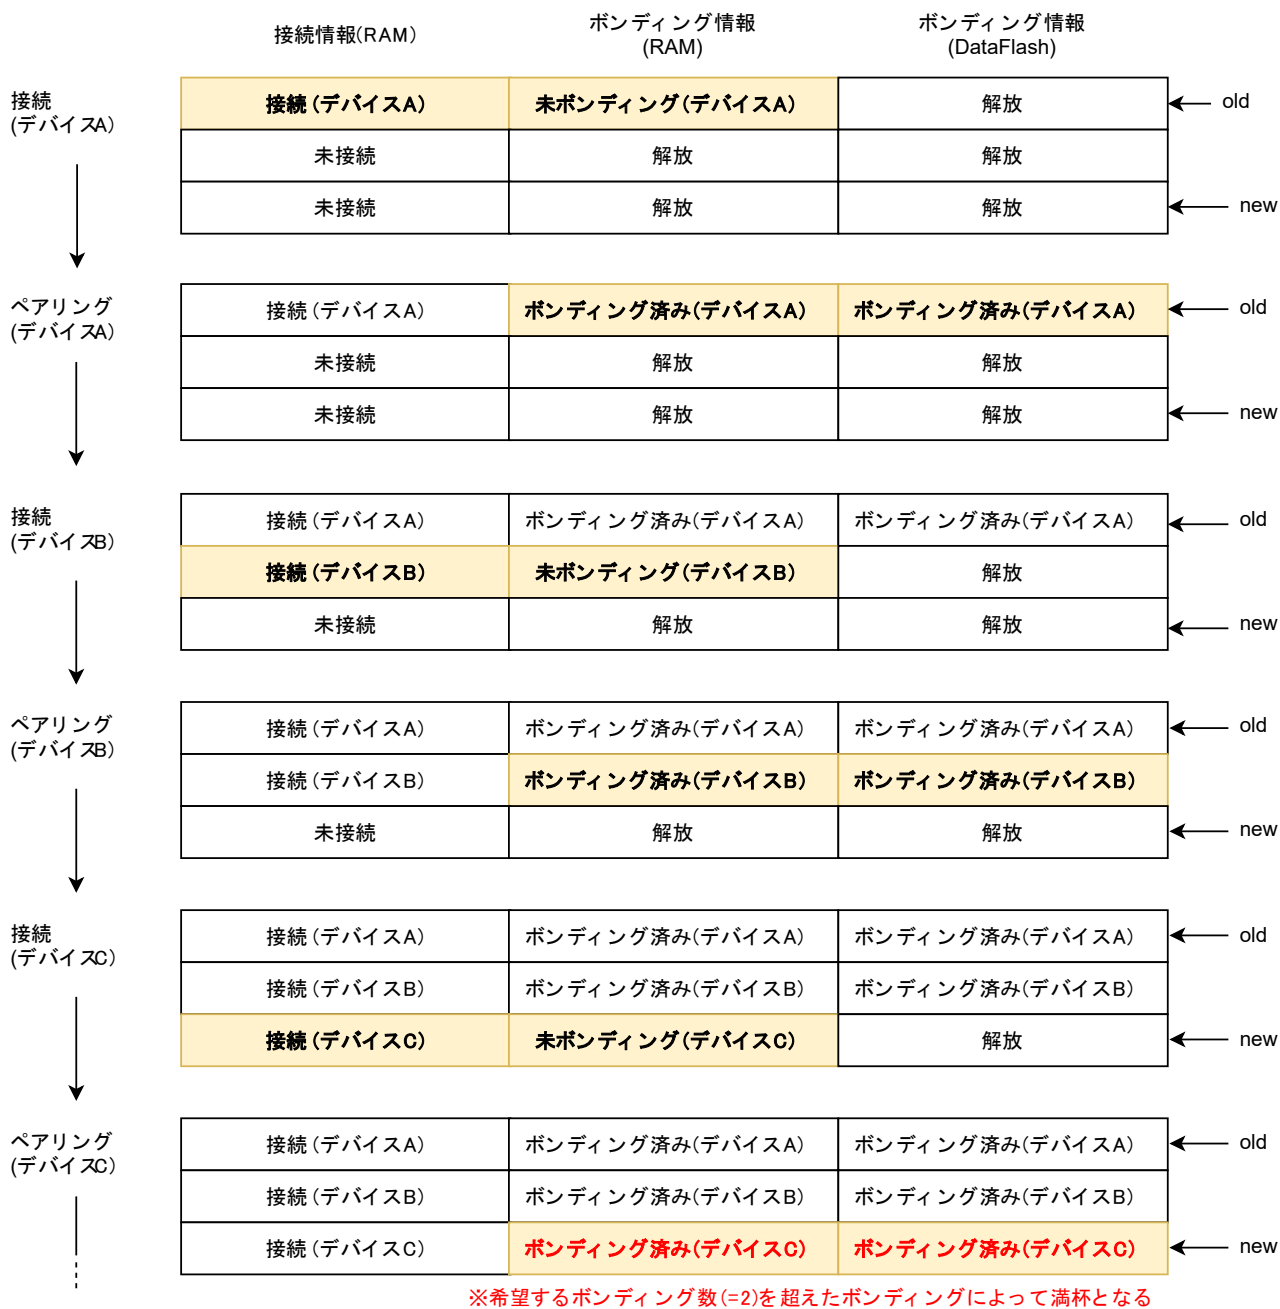 接続情報(RAM)
ボンディング情報
(RAM)
ボンディング情報
(DataFlash)
接続
(デバイスA)
接続(デバイスA)
未ボンディング(デバイスA)
解放
old
未接続
解放
解放
未接続
解放
解放
new
ペアリング
(デバイスA)
接続(デバイスA)
ボンディング済み(デバイスA)
ボンディング済み(デバイスA)
old
未接続
解放
解放
未接続
解放
解放
new
接続
(デバイスB)
接続(デバイスA)
ボンディング済み(デバイスA)
ボンディング済み(デバイスA)
old
接続(デバイスB)
未ボンディング(デバイスB)
解放
未接続
解放
解放
new
ペアリング
(デバイスB)
接続(デバイスA)
ボンディング済み(デバイスA)
ボンディング済み(デバイスA)
old
接続(デバイスB)
ボンディング済み(デバイスB)
ボンディング済み(デバイスB)
未接続
解放
解放
new
接続
(デバイスC)
接続(デバイスA)
ボンディング済み(デバイスA)
ボンディング済み(デバイスA)
old
接続(デバイスB)
ボンディング済み(デバイスB)
ボンディング済み(デバイスB)
接続(デバイスC)
未ボンディング(デバイスC)
解放
new
ペアリング
(デバイスC)
接続(デバイスA)
ボンディング済み(デバイスA)
ボンディング済み(デバイスA)
old
接続(デバイスB)
ボンディング済み(デバイスB)
ボンディング済み(デバイスB)
接続(デバイスC)
ボンディング済み(デバイスC)
ボンディング済み(デバイスC)
new
※希望するボンディング数(=2)を超えたボンディングによって満杯となる